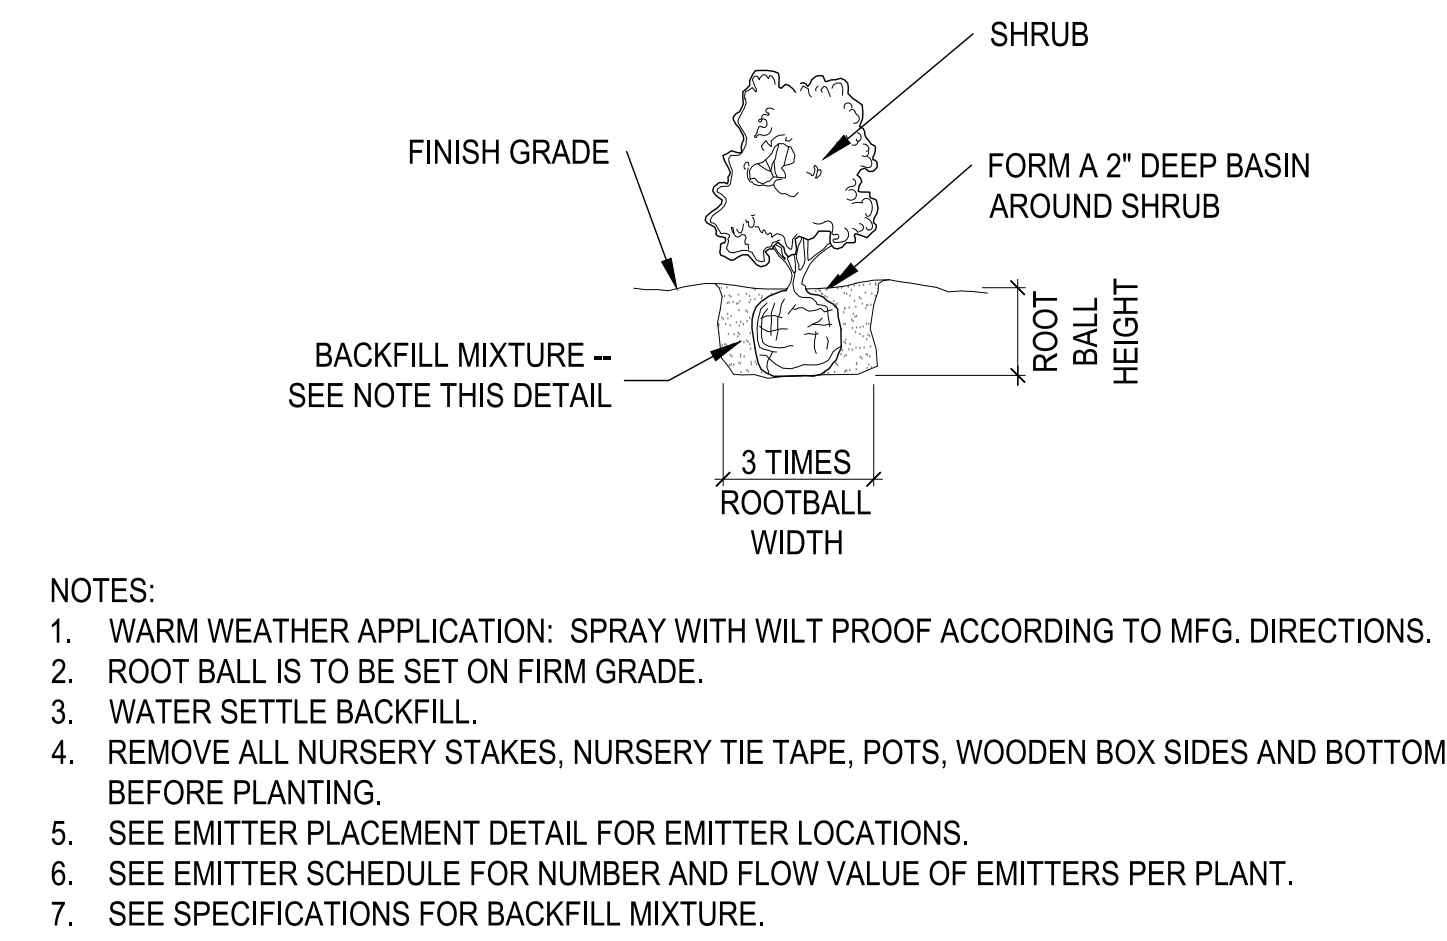 SHRUB
FINISH GRADE
FORM A 2" DEEP BASIN
AROUND SHRUB
ROOT
BALL
HEIGHT
BACKFILL MIXTURE --
SEE NOTE THIS DETAIL
3 TIMES
ROOTBALL
WIDTH
NOTES:
1. WARM WEATHER APPLICATION: SPRAY WITH WILT PROOF ACCORDING TO MFG. DIRECTIONS.
2. ROOT BALL IS TO BE SET ON FIRM GRADE.
3. WATER SETTLE BACKFILL.
4. REMOVE ALL NURSERY STAKES, NURSERY TIE TAPE, POTS, WOODEN BOX SIDES AND BOTTOM
BEFORE PLANTING.
5. SEE EMITTER PLACEMENT DETAIL FOR EMITTER LOCATIONS.
6. SEE EMITTER SCHEDULE FOR NUMBER AND FLOW VALUE OF EMITTERS PER PLANT.
7. SEE SPECIFICATIONS FOR BACKFILL MIXTURE.